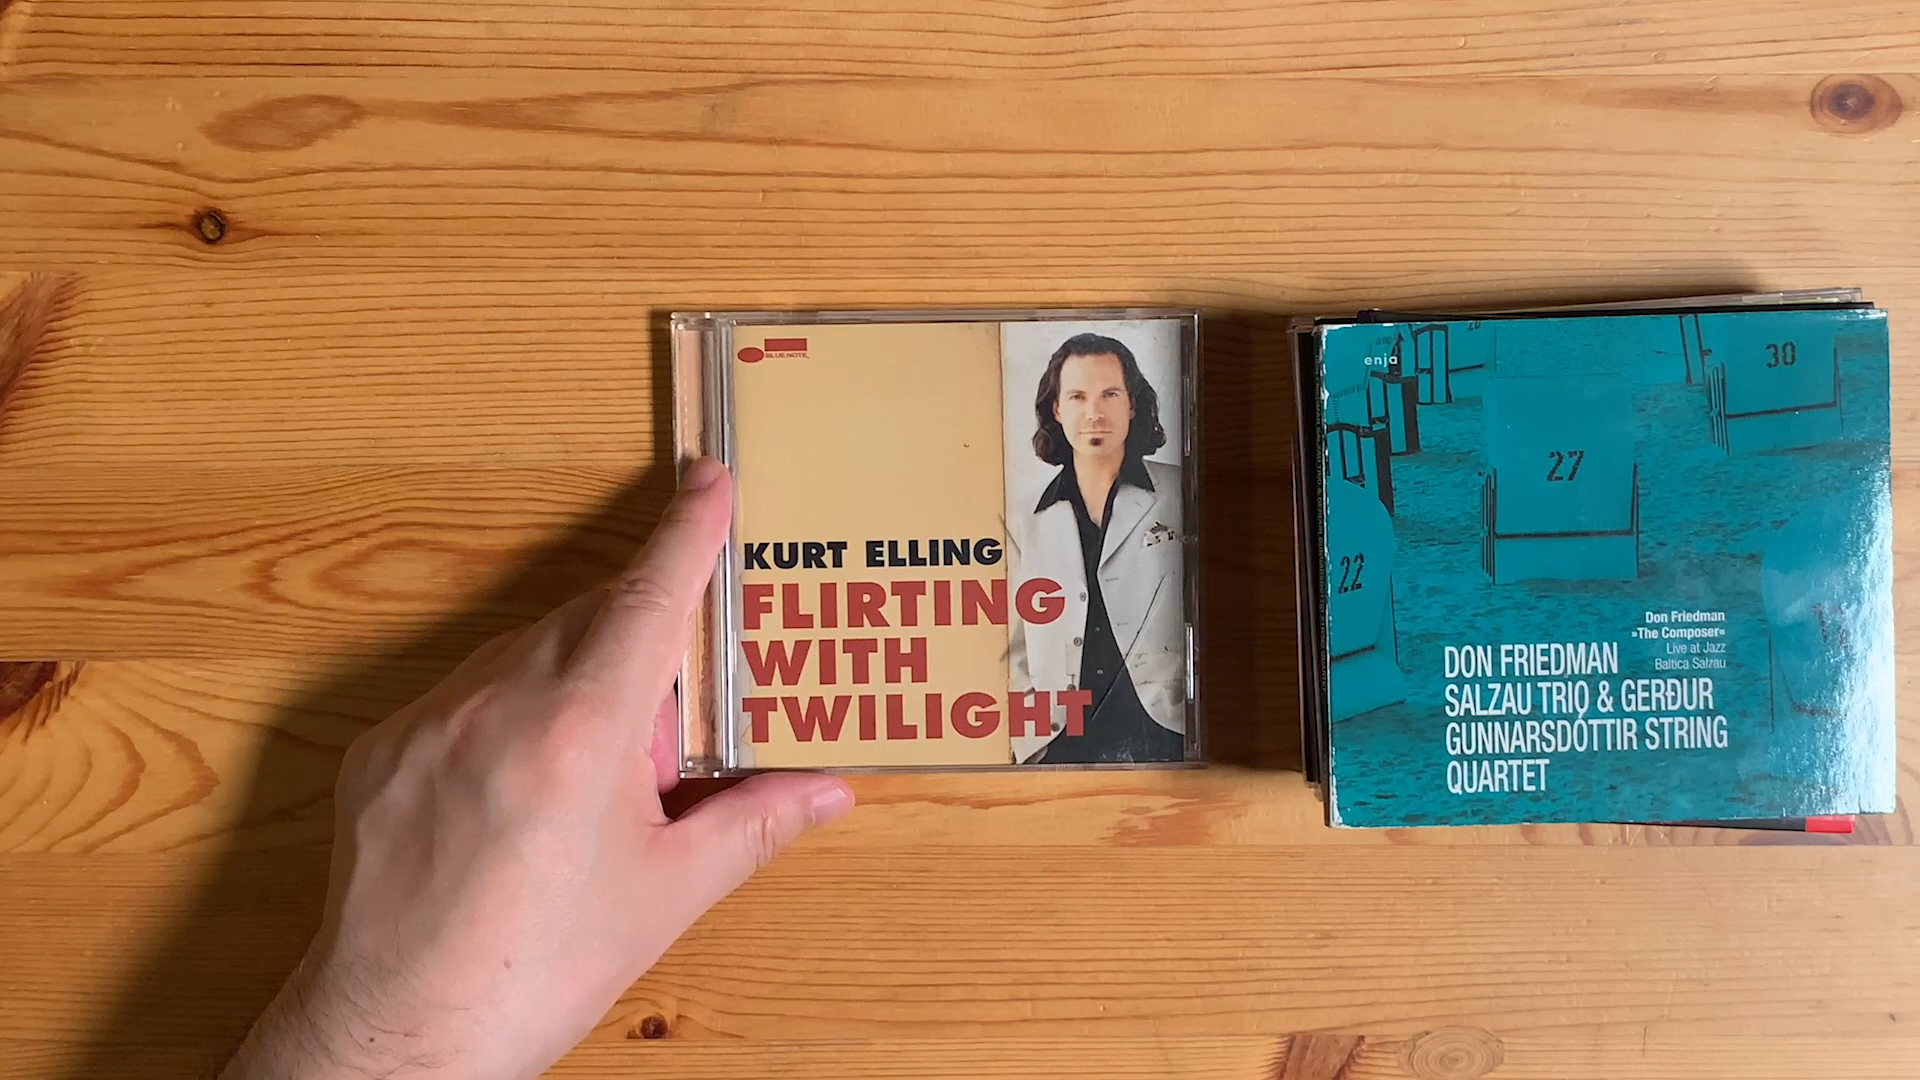 BLUE NOTE
KURT ELLING
FLIRTING
WITH
TWILIGHT
enja
30
27
22
Don Friedman
»The Composer«
Live at Jazz
Baltica Salzau
DON FRIEDMAN
SALZAU TRIO & GERÐUR
GUNNARSDÓTTIR STRING
QUARTET